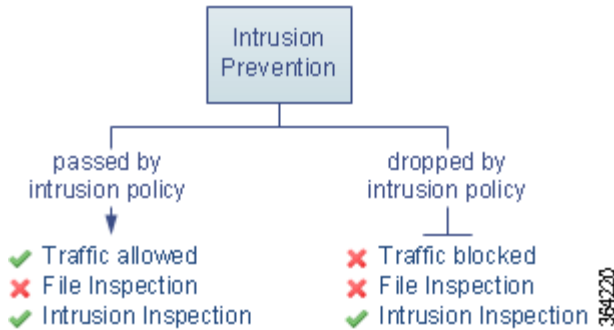 Intrusion
Prevention
passed by
intrusion policy
dropped by
intrusion policy
Traffic allowed
File Inspection
Intrusion Inspection
Traffic blocked
File Inspection
Intrusion Inspection
384220